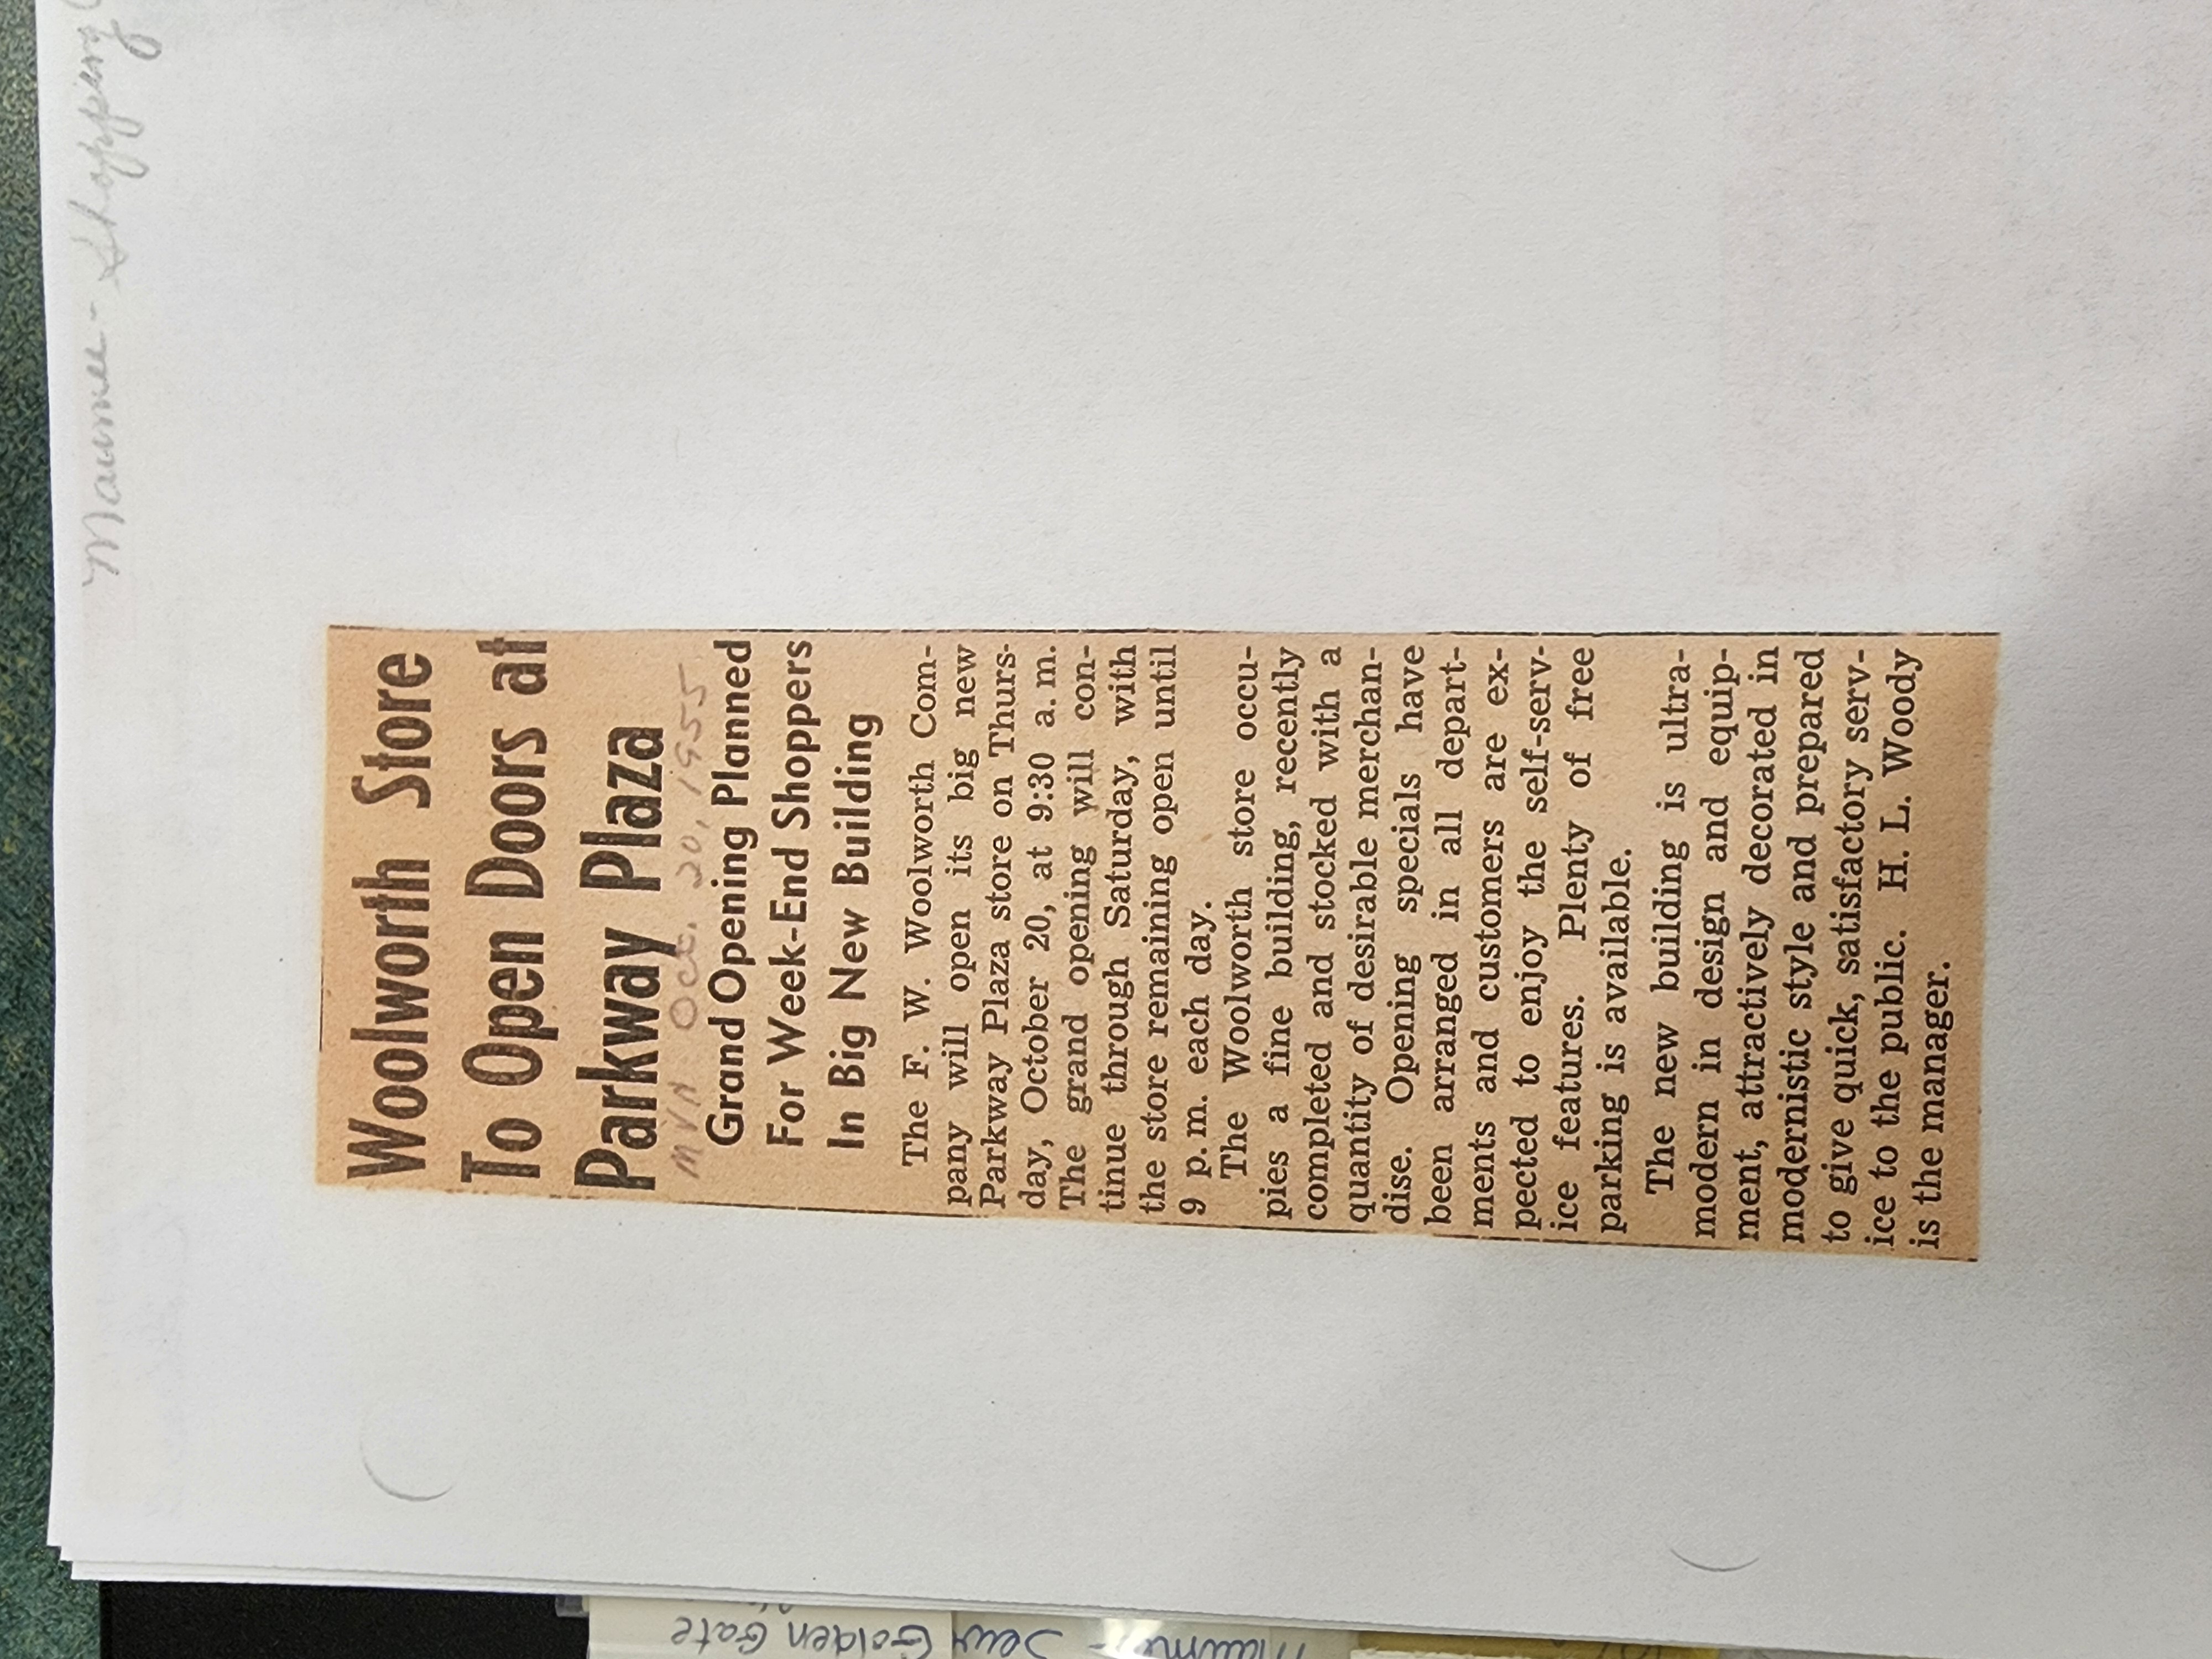 Maumee - Shopping
Woolworth Store
To Open Doors at
Parkway Plaza
MVN Oct. 20, 1955
Grand Opening Planned
For Week-End Shoppers
In Big New Building
The F. W. Woolworth Com-
pany will open its big new
Parkway Plaza store on Thurs-
day, October 20, at 9:30 a. m.
The grand opening will con-
tinue through Saturday, with
the store remaining open until
9 p. m. each day.
The Woolworth store occu-
pies a fine building, recently
completed and stocked with a
quantity of desirable merchan-
dise. Opening specials have
been arranged in all depart-
ments and customers are ex-
pected to enjoy the self-serv-
ice features. Plenty of free
parking is available.
The new building is ultra-
modern in design and equip-
ment, attractively decorated in
modernistic style and prepared
to give quick, satisfactory serv-
ice to the public. H. L. Woody
is the manager.
Golden Gate